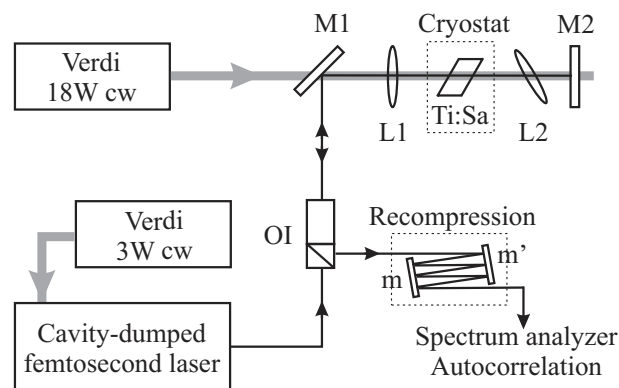 M1
Cryostat
M2
Verdi
18W cw
L1
Ti:Sa
L2
Verdi
3W cw
OI
Recompression
m
m'
Cavity-dumped
femtosecond laser
Spectrum analyzer
Autocorrelation